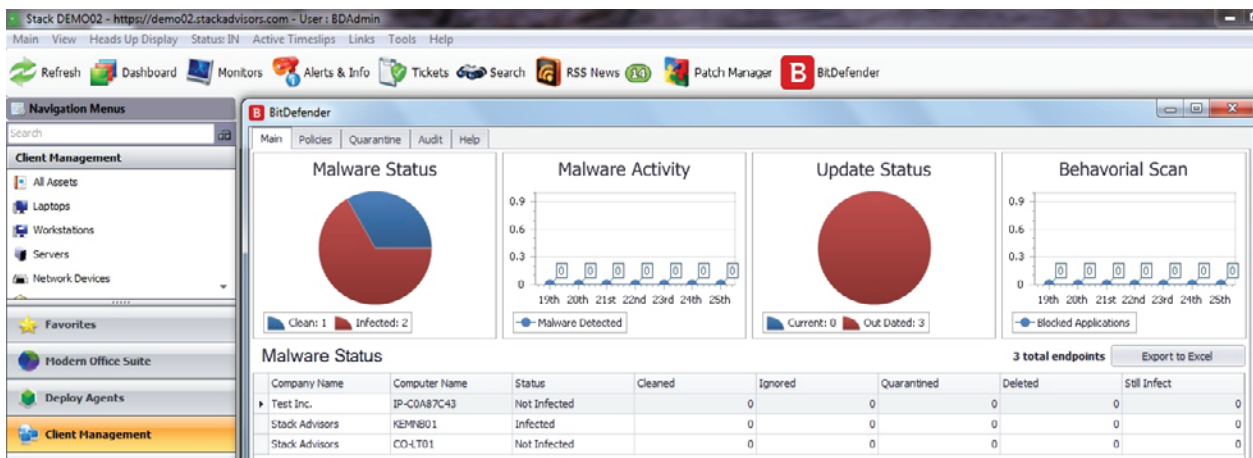 Stack DEMO02 - https://demo02.stackadvisors.com - User : BDAdmin
Main View Heads Up Display Status: IN Active Timeslips Links Tools Help
Refresh Dashboard Monitors Alerts & Info Tickets Search RSS News 14 Patch Manager B BitDefender
Navigation Menus
Search
Client Management
All Assets
Laptops
Workstations
Servers
Network Devices
Favorites
Modern Office Suite
Deploy Agents
Client Management
B BitDefender
Main Policies Quarantine Audit Help
Malware Status
Clean: 1 Infected: 2
Malware Activity
0.9
0.6
0.3
0
0 0 0 0 0 0 0
19th 20th 21st 22nd 23rd 24th 25th
Malware Detected
Update Status
Current: 0 Out Dated: 3
Behavorial Scan
0.9
0.6
0.3
0
0 0 0 0 0 0 0
19th 20th 21st 22nd 23rd 24th 25th
Blocked Applications
Malware Status 3 total endpoints Export to Excel
Company Name Computer Name Status Cleaned Ignored Quarantined Deleted Still Infect
Test Inc. IP-C0A87C43 Not Infected 0 0 0 0 0
Stack Advisors KEMNB01 Infected 0 0 0 0 0
Stack Advisors CO-LT01 Not Infected 0 0 0 0 0